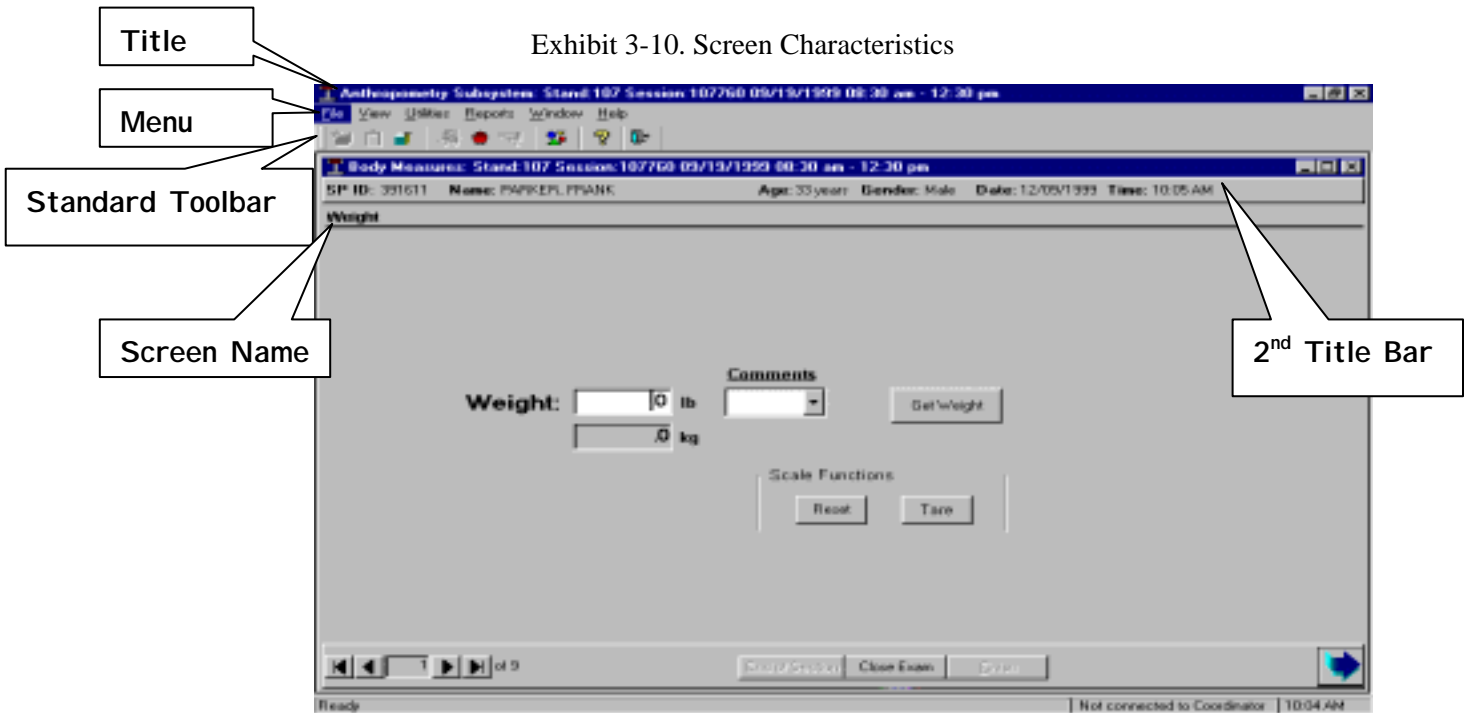 Exhibit 3-10. Screen Characteristics
Title
Menu
Standard Toolbar
Screen Name
2nd Title Bar
Anthropometry Subsystem: Stand:107 Session:107760 09/19/1999 08:30 am - 12:30 pm
File View Utilities Reports Window Help
Body Measures: Stand:107 Session:107760 09/19/1999 08:30 am - 12:30 pm
SP ID: 391611 Name: PARKER, FRANK Age: 33 years Gender: Male Date: 12/09/1999 Time: 10:05 AM
Weight
Comments
Weight: 0 lb Get Weight
.0 kg
Scale Functions
Reset Tare
1 of 9 Close Exam
Ready Not connected to Coordinator 10:04 AM